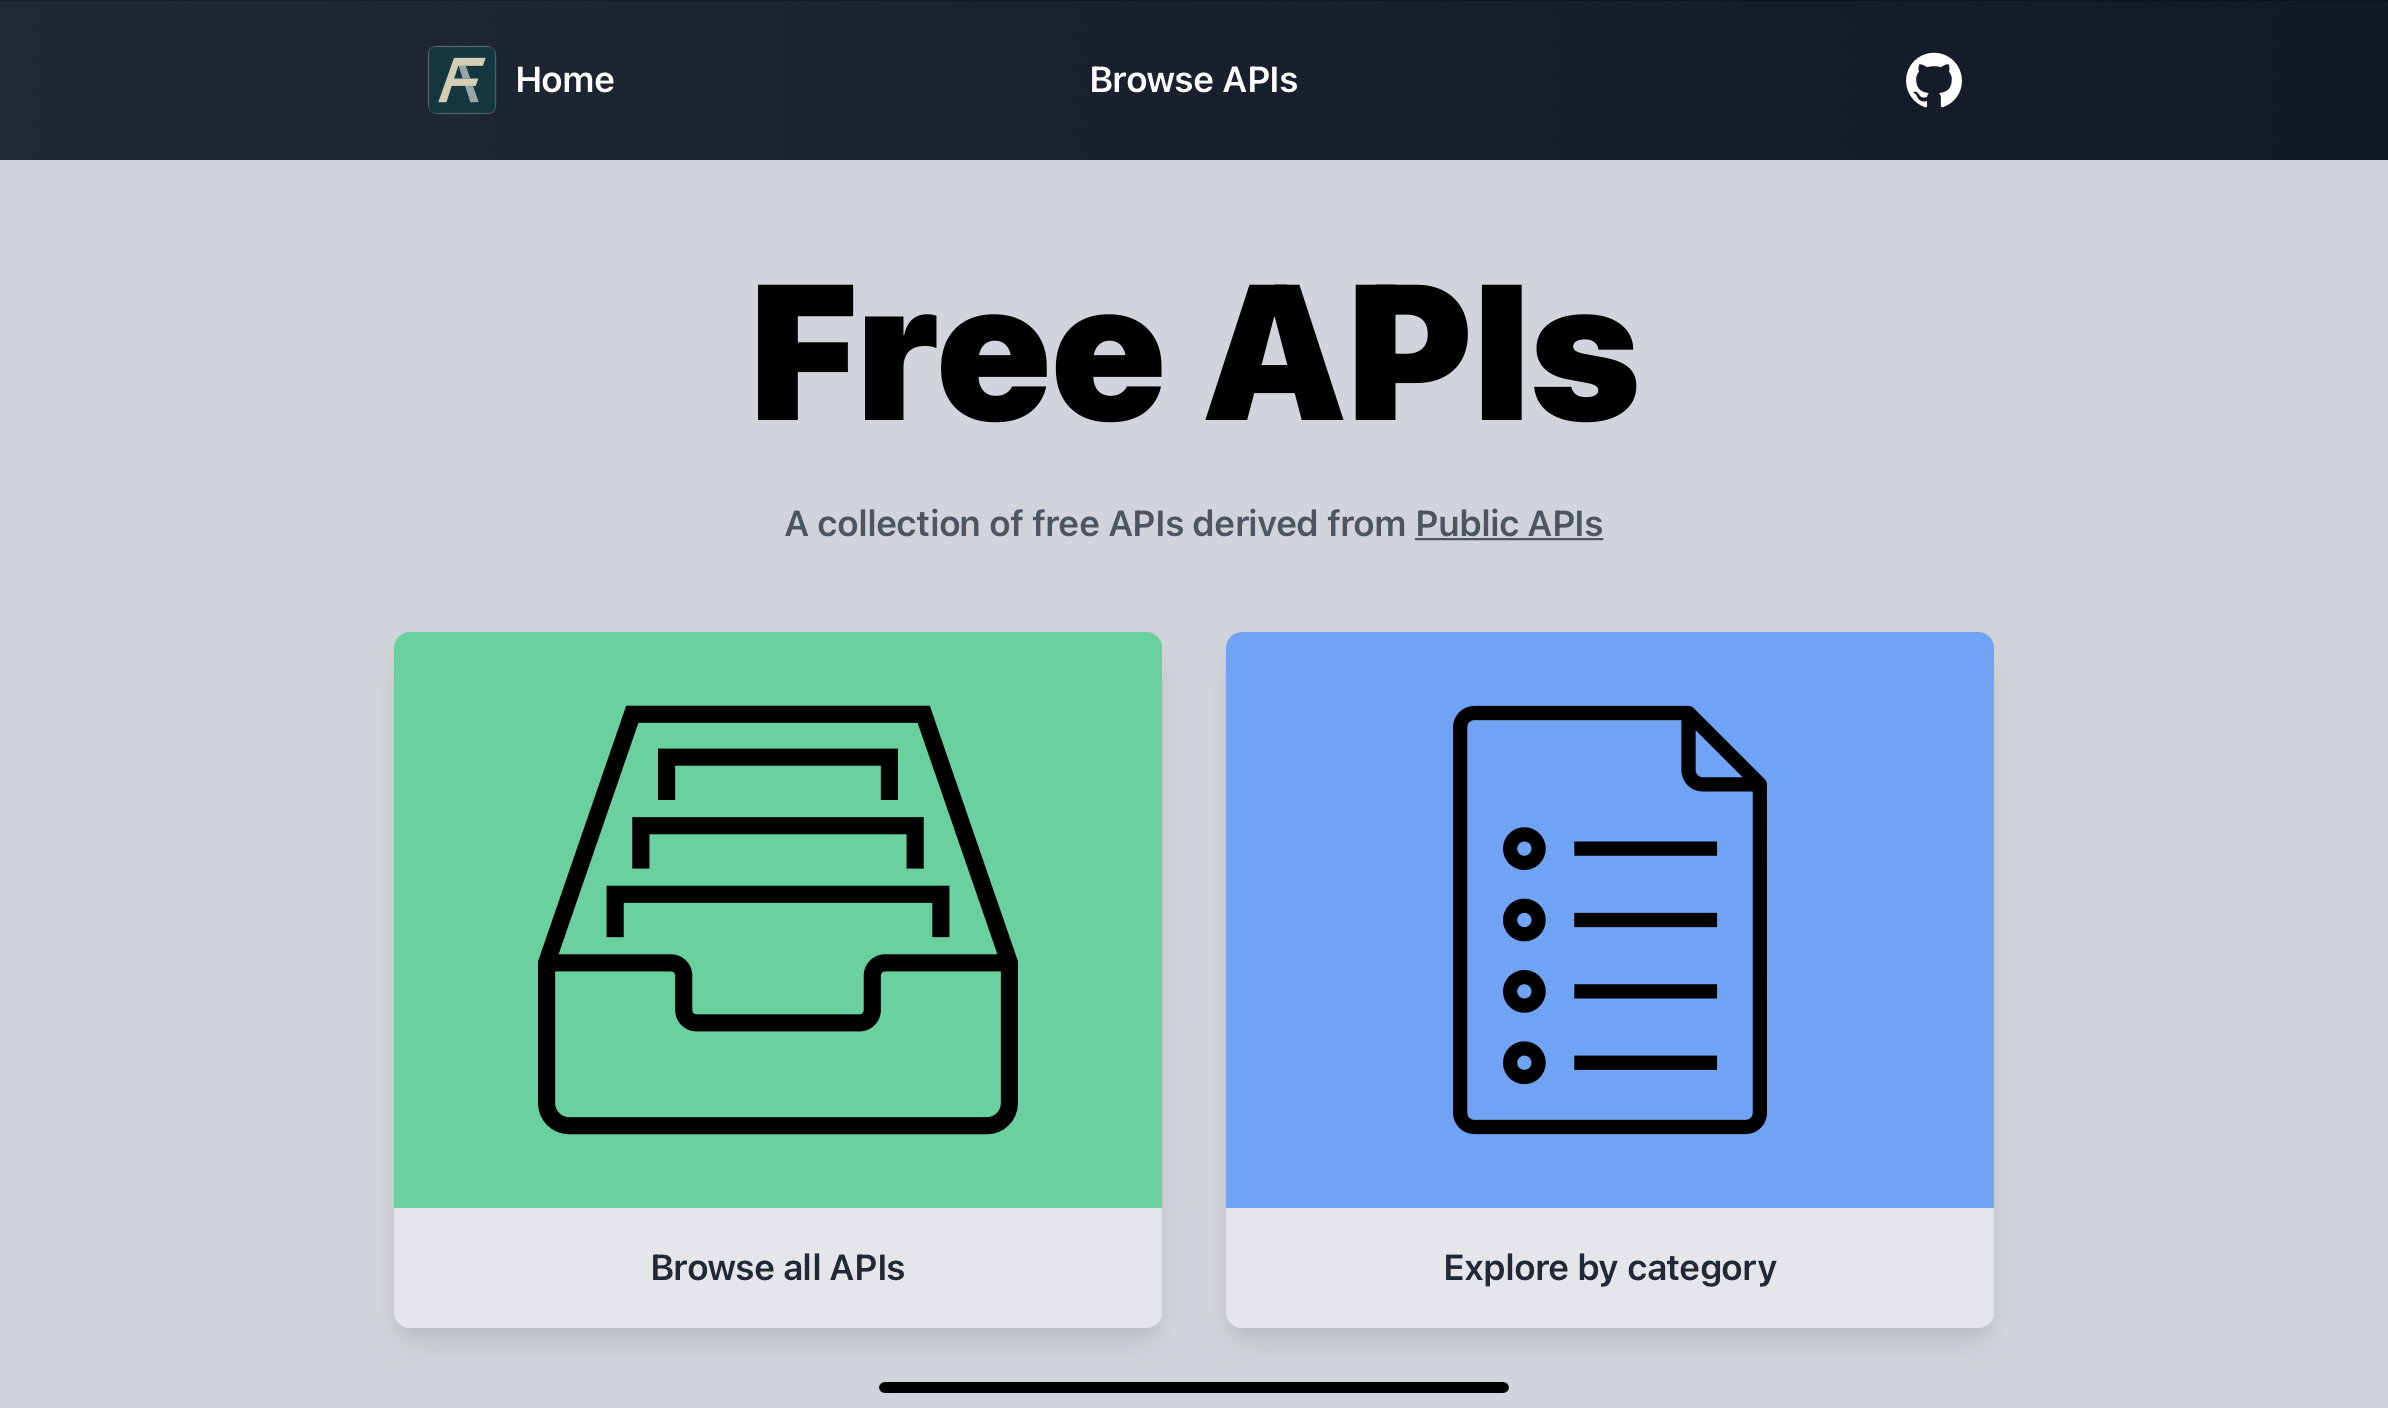 Home
Browse APIs
Free APIs
A collection of free APIs derived from Public APIs
Browse all APIs
Explore by category